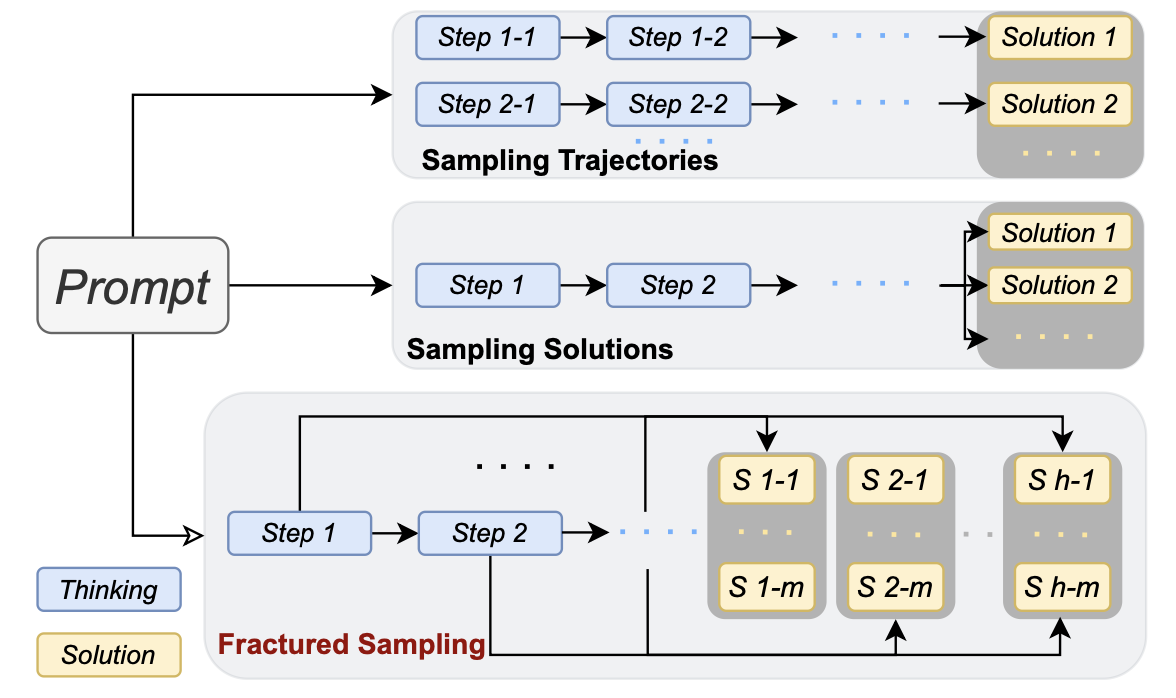 Step 1-1
Step 1-2
. . . .
Solution 1
Step 2-1
Step 2-2
. . . .
Solution 2
. . . .
. . . .
Sampling Trajectories
Prompt
Step 1
Step 2
. . . .
Solution 1
Solution 2
. . . .
Sampling Solutions
. . . .
Step 1
Step 2
. . . .
S 1-1
. . .
S 1-m
S 2-1
. . .
S 2-m
. .
S h-1
. . .
S h-m
Fractured Sampling
Thinking
Solution